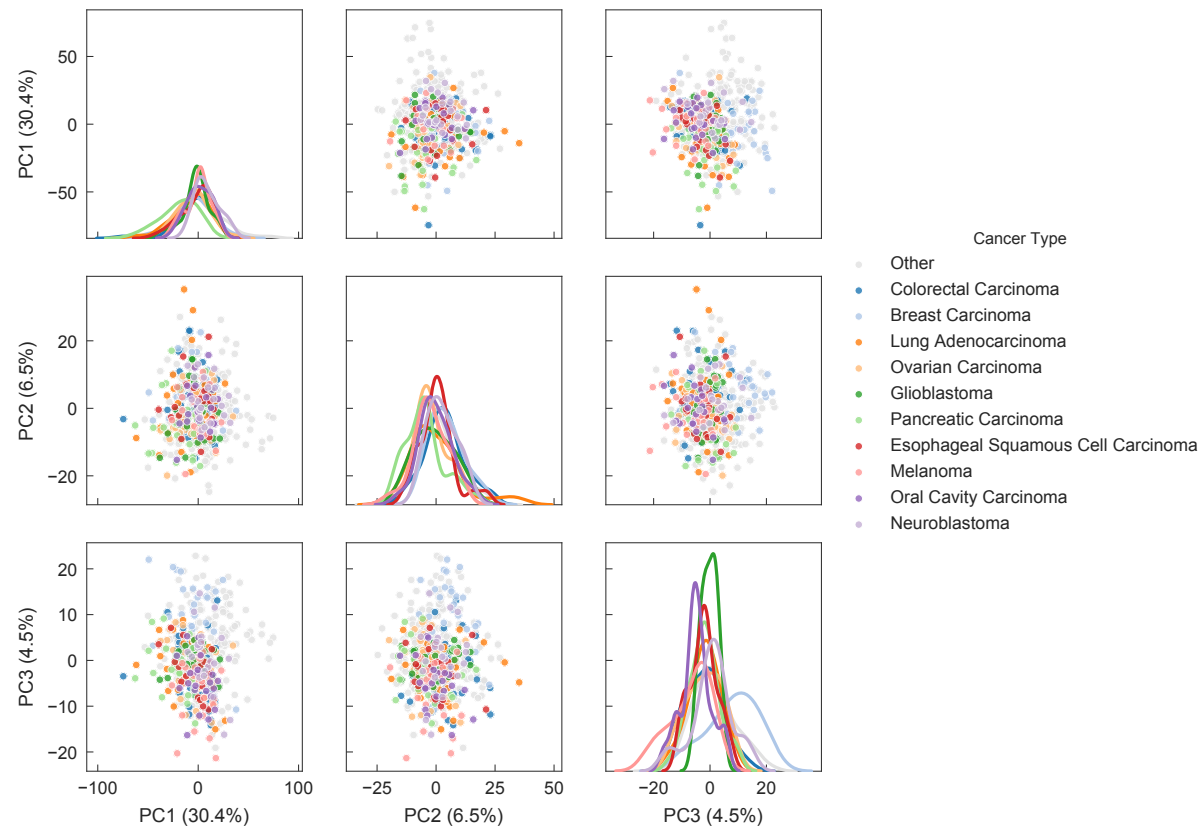 PC1 (30.4%)
50
0
−50
Cancer Type
Other
Colorectal Carcinoma
Breast Carcinoma
Lung Adenocarcinoma
Ovarian Carcinoma
Glioblastoma
Pancreatic Carcinoma
Esophageal Squamous Cell Carcinoma
Melanoma
Oral Cavity Carcinoma
Neuroblastoma
PC2 (6.5%)
20
0
−20
PC3 (4.5%)
20
10
0
−10
−20
−100 0 100 −25 0 25 50 −20 0 20
PC1 (30.4%) PC2 (6.5%) PC3 (4.5%)